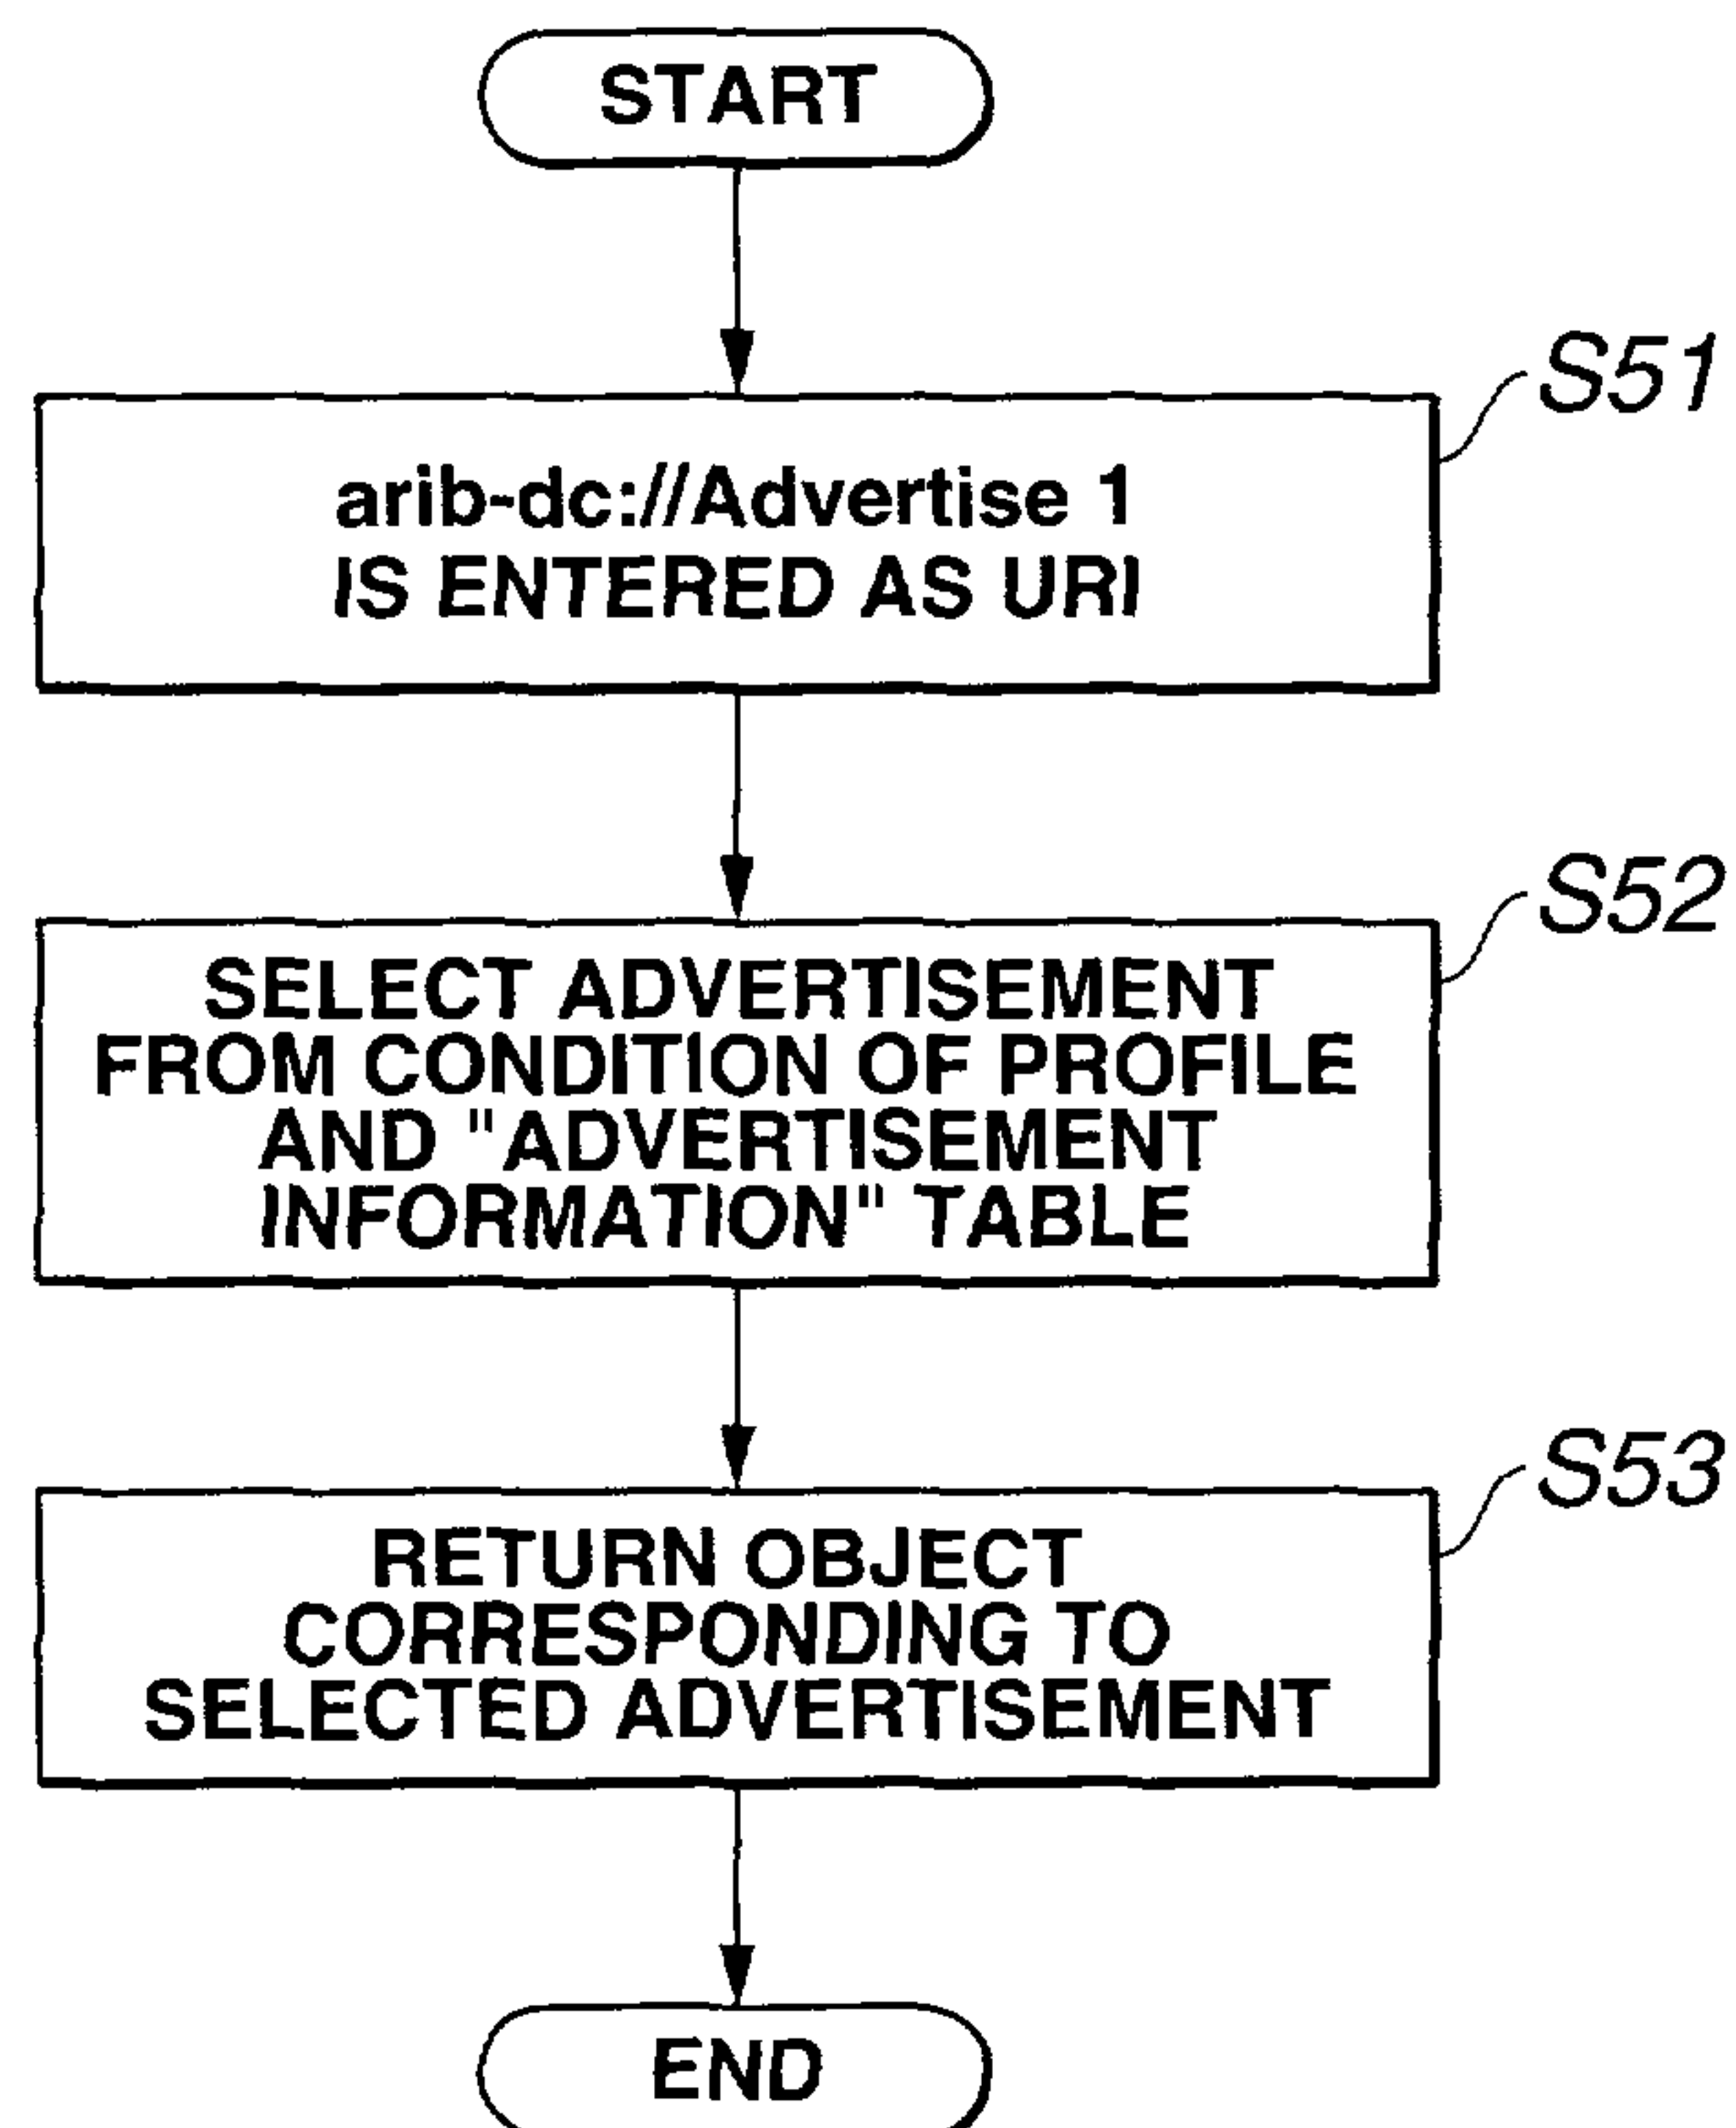 START
S51
arib-dc://Advertise 1
IS ENTERED AS URI
S52
SELECT ADVERTISEMENT
FROM CONDITION OF PROFILE
AND "ADVERTISEMENT
INFORMATION" TABLE
S53
RETURN OBJECT
CORRESPONDING TO
SELECTED ADVERTISEMENT
END